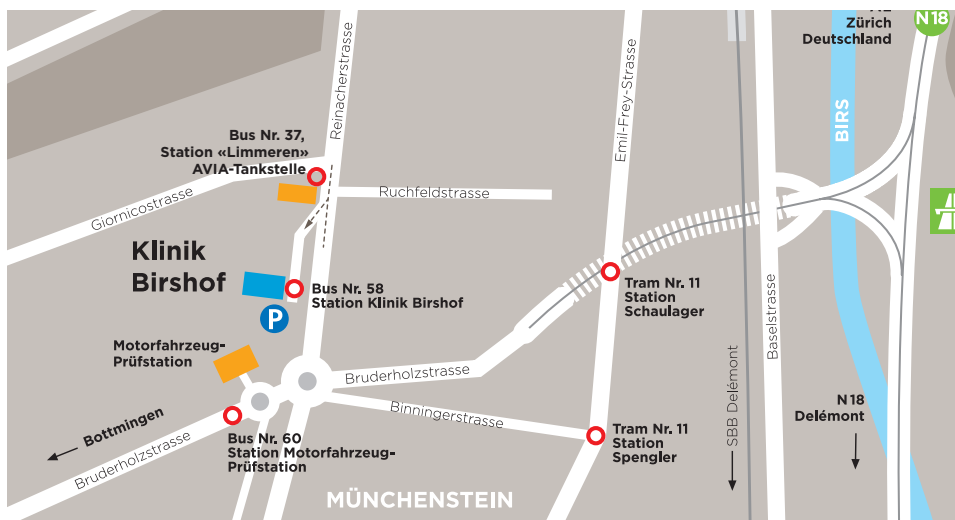 Zürich
Deutschland
N18
Reinacherstrasse
Emil-Frey-Strasse
BIRS
Bus Nr. 37,
Station «Limmeren»
AVIA-Tankstelle
Giornicostrasse
Ruchfeldstrasse
Klinik
Birshof
Bus Nr. 58
Station Klinik Birshof
P
Tram Nr. 11
Station
Schaulager
Baselstrasse
Motorfahrzeug-
Prüfstation
Bruderholzstrasse
Binningerstrasse
SBB Delémont
N18
Delémont
Bottmingen
Bruderholzstrasse
Bus Nr. 60
Station Motorfahrzeug-
Prüfstation
Tram Nr. 11
Station
Spengler
MÜNCHENSTEIN